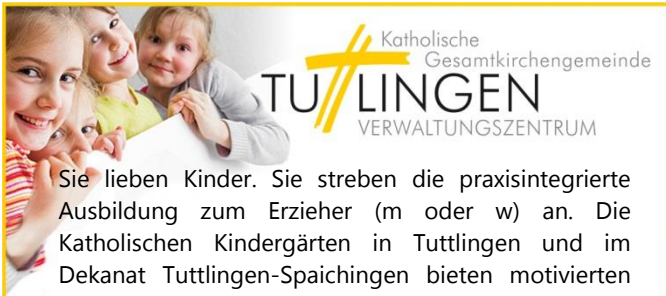 Katholische
Gesamtkirchengemeinde
TUTTLINGEN
VERWALTUNGSZENTRUM
Sie lieben Kinder. Sie streben die praxisintegrierte
Ausbildung zum Erzieher (m oder w) an. Die
Katholischen Kindergärten in Tuttlingen und im
Dekanat Tuttlingen-Spaichingen bieten motivierten